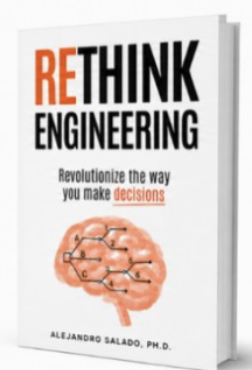 RETHINK
ENGINEERING
Revolutionize the way
you make decisions
ALEJANDRO SALADO, PH.D.